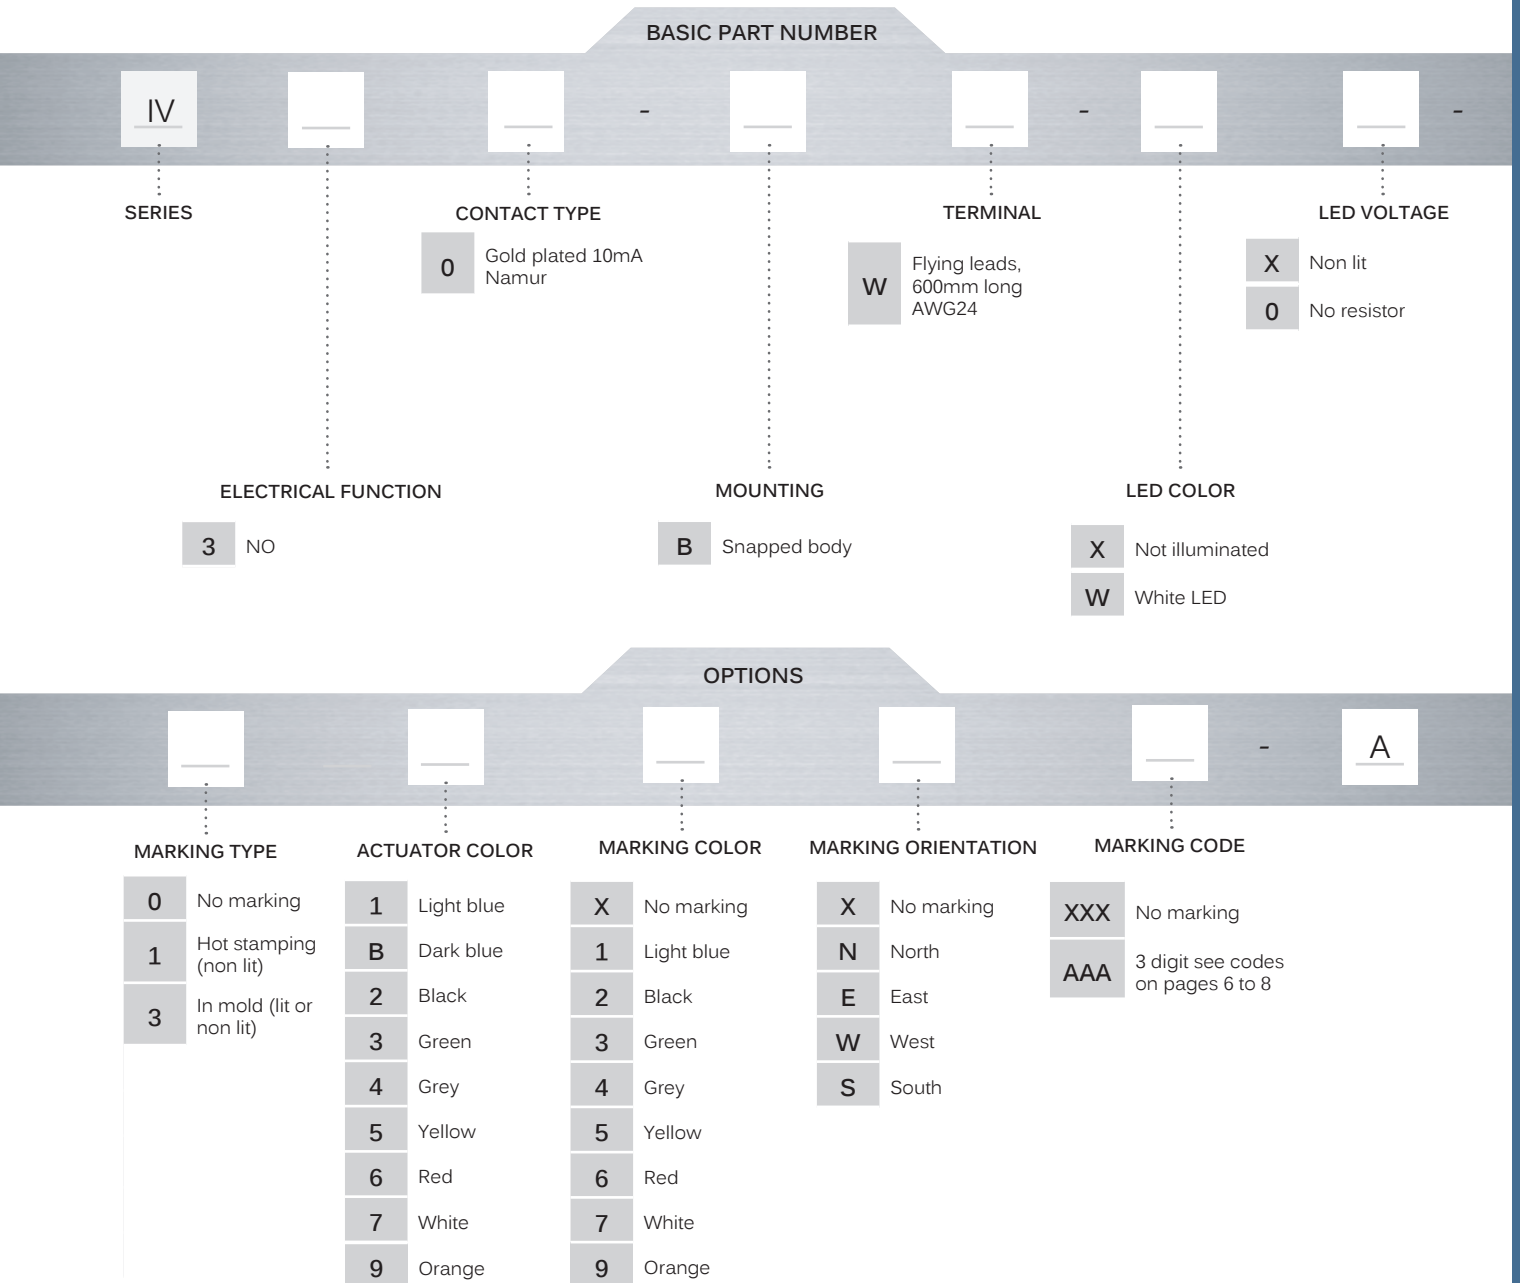 BASIC PART NUMBER
IV - - -
SERIES
CONTACT TYPE
0 Gold plated 10mA
Namur
TERMINAL
W Flying leads,
600mm long
AWG24
LED VOLTAGE
X Non lit
0 No resistor
ELECTRICAL FUNCTION
3 NO
MOUNTING
B Snapped body
LED COLOR
X Not illuminated
W White LED
OPTIONS
- A
MARKING TYPE
0 No marking
1 Hot stamping
(non lit)
3 In mold (lit or
non lit)
ACTUATOR COLOR
1 Light blue
B Dark blue
2 Black
3 Green
4 Grey
5 Yellow
6 Red
7 White
9 Orange
MARKING COLOR
X No marking
1 Light blue
2 Black
3 Green
4 Grey
5 Yellow
6 Red
7 White
9 Orange
MARKING ORIENTATION
X No marking
N North
E East
W West
S South
MARKING CODE
XXX No marking
AAA 3 digit see codes
on pages 6 to 8